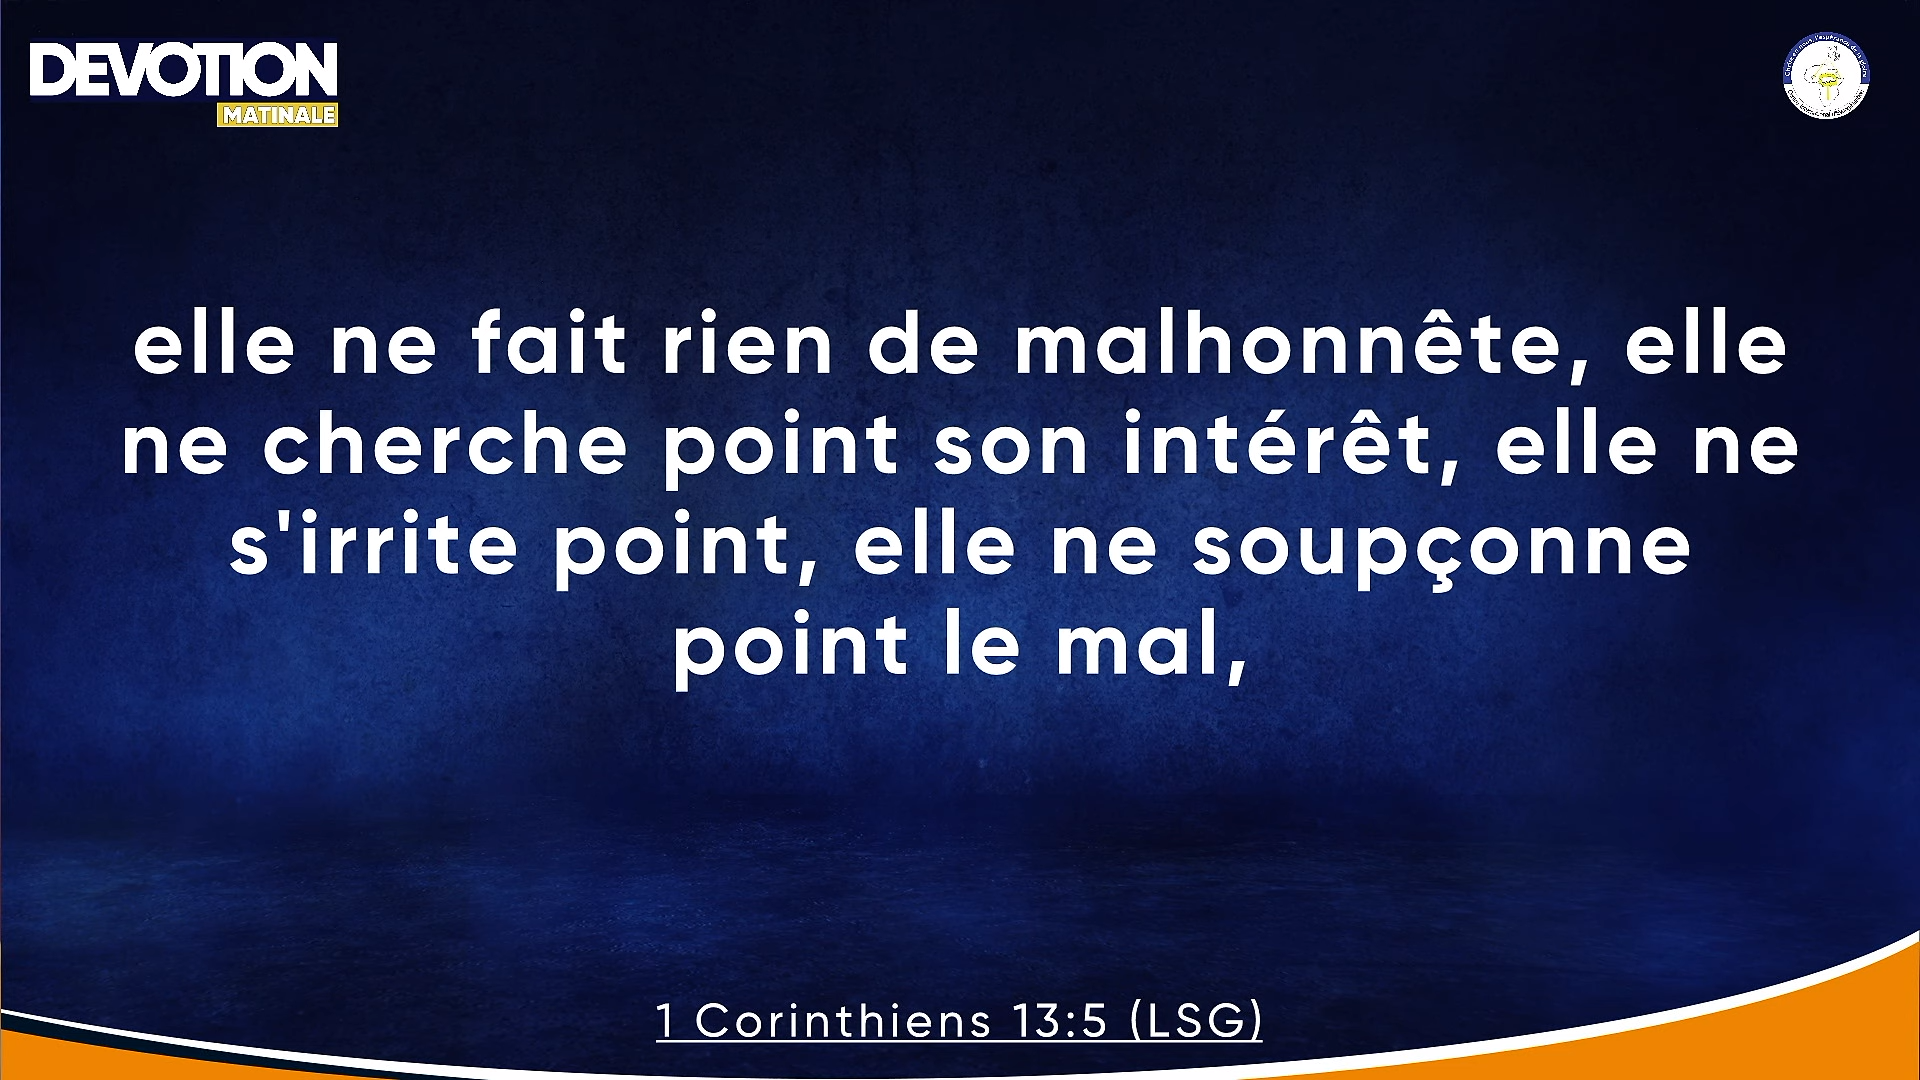 DEVOTION
MATINALE
elle ne fait rien de malhonnête, elle
ne cherche point son intérêt, elle ne
s'irrite point, elle ne soupçonne
point le mal,
1 Corinthiens 13:5 (LSG)